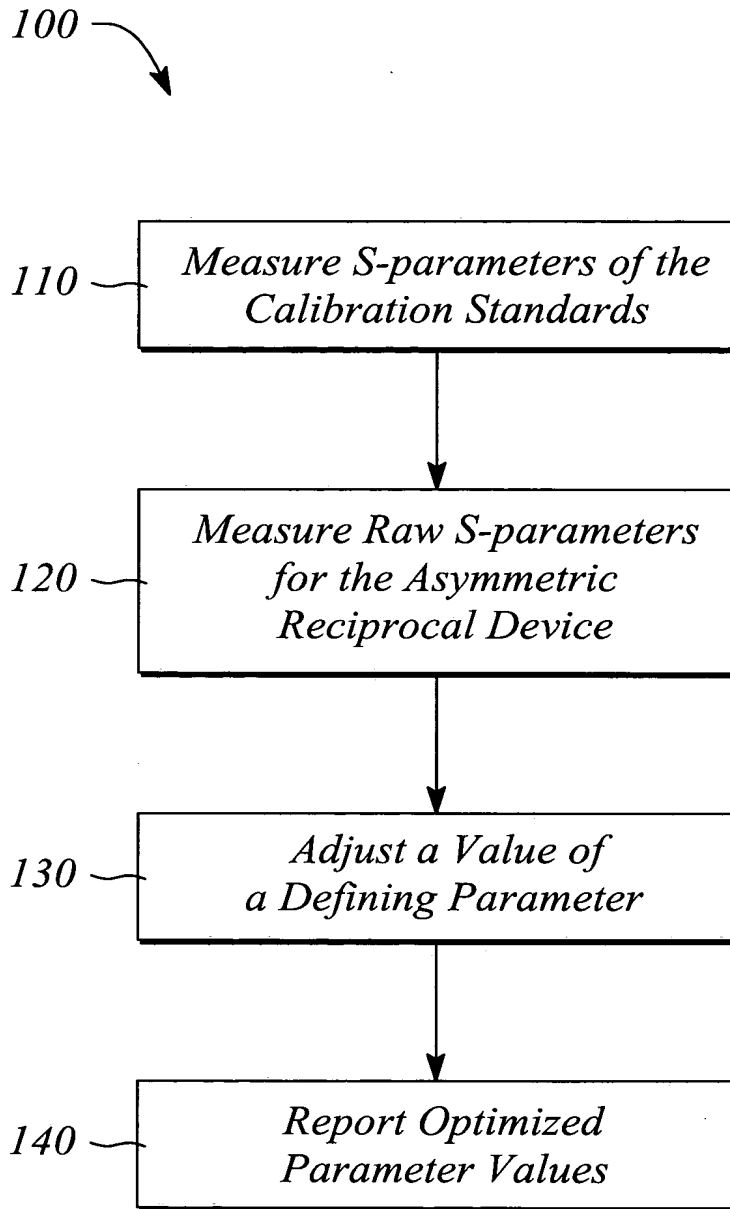 100
110
Measure S-parameters of the
Calibration Standards
120
Measure Raw S-parameters
for the Asymmetric
Reciprocal Device
130
Adjust a Value of
a Defining Parameter
140
Report Optimized
Parameter Values